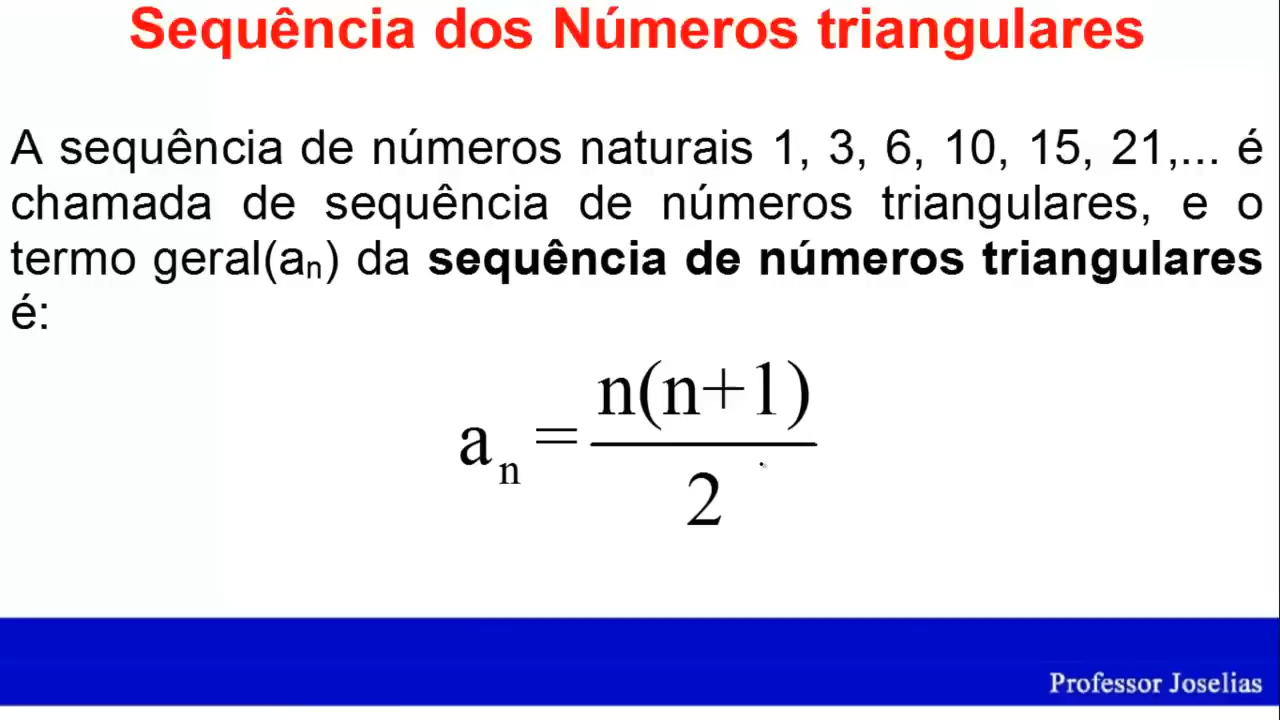 Sequência dos Números triangulares
A sequência de números naturais 1, 3, 6, 10, 15, 21,... é
chamada de sequência de números triangulares, e o
termo geral(aₙ) da sequência de números triangulares
é:
aₙ = n(n+1)/2
Professor Joselias